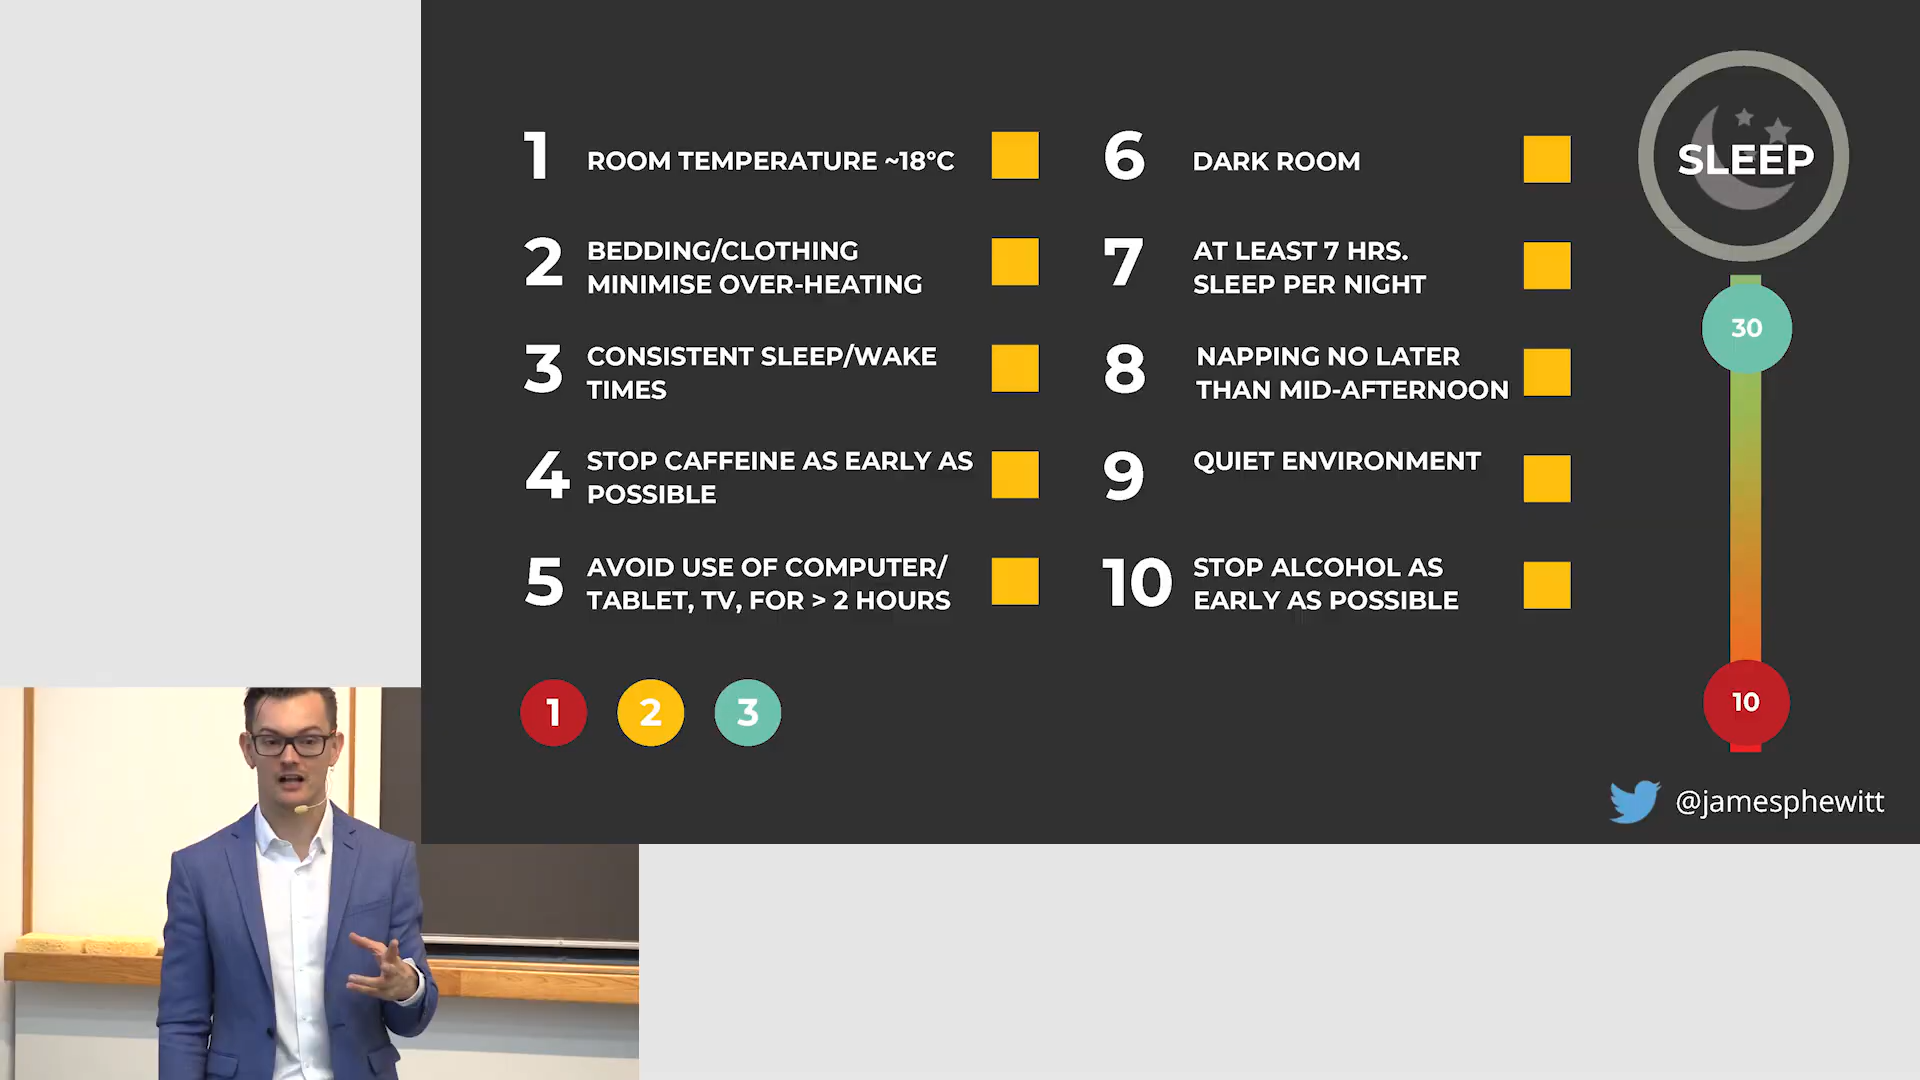 1 ROOM TEMPERATURE ~18°C
2 BEDDING/CLOTHING
MINIMISE OVER-HEATING
3 CONSISTENT SLEEP/WAKE
TIMES
4 STOP CAFFEINE AS EARLY AS
POSSIBLE
5 AVOID USE OF COMPUTER/
TABLET, TV, FOR > 2 HOURS
6 DARK ROOM
7 AT LEAST 7 HRS.
SLEEP PER NIGHT
8 NAPPING NO LATER
THAN MID-AFTERNOON
9 QUIET ENVIRONMENT
10 STOP ALCOHOL AS
EARLY AS POSSIBLE
1 2 3
SLEEP
30
10
@jamesphewitt